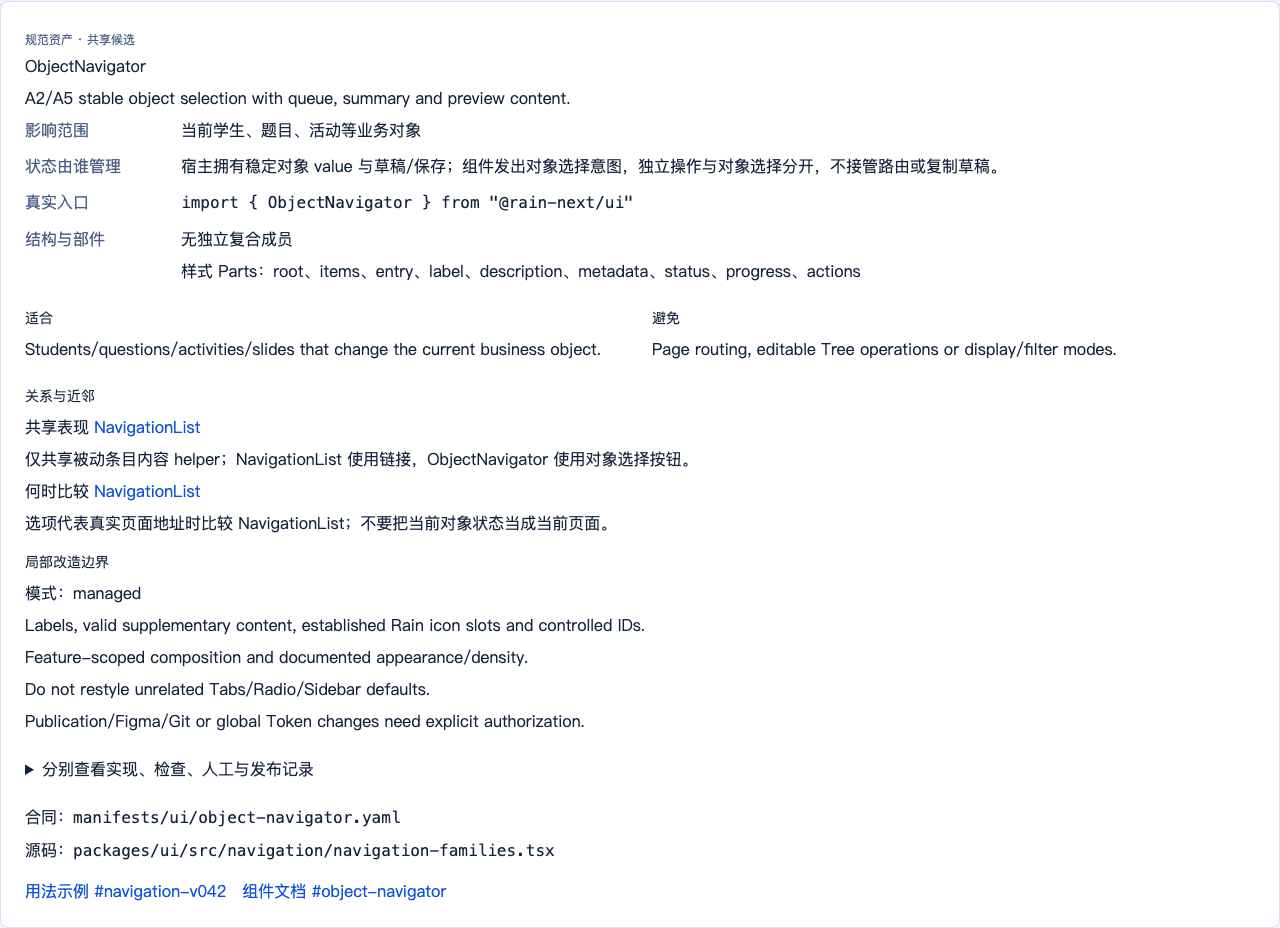 规范资产 · 共享候选
ObjectNavigator
A2/A5 stable object selection with queue, summary and preview content.
影响范围 当前学生、题目、活动等业务对象
状态由谁管理 宿主拥有稳定对象 value 与草稿/保存；组件发出对象选择意图，独立操作与对象选择分开，不接管路由或复制草稿。
真实入口 import { ObjectNavigator } from "@rain-next/ui"
结构与部件 无独立复合成员
样式 Parts：root、items、entry、label、description、metadata、status、progress、actions
适合
Students/questions/activities/slides that change the current business object.
避免
Page routing, editable Tree operations or display/filter modes.
关系与近邻
共享表现 NavigationList
仅共享被动条目内容 helper；NavigationList 使用链接，ObjectNavigator 使用对象选择按钮。
何时比较 NavigationList
选项代表真实页面地址时比较 NavigationList；不要把当前对象状态当成当前页面。
局部改造边界
模式：managed
Labels, valid supplementary content, established Rain icon slots and controlled IDs.
Feature-scoped composition and documented appearance/density.
Do not restyle unrelated Tabs/Radio/Sidebar defaults.
Publication/Figma/Git or global Token changes need explicit authorization.
▶ 分别查看实现、检查、人工与发布记录
合同：manifests/ui/object-navigator.yaml
源码：packages/ui/src/navigation/navigation-families.tsx
用法示例 #navigation-v042 组件文档 #object-navigator